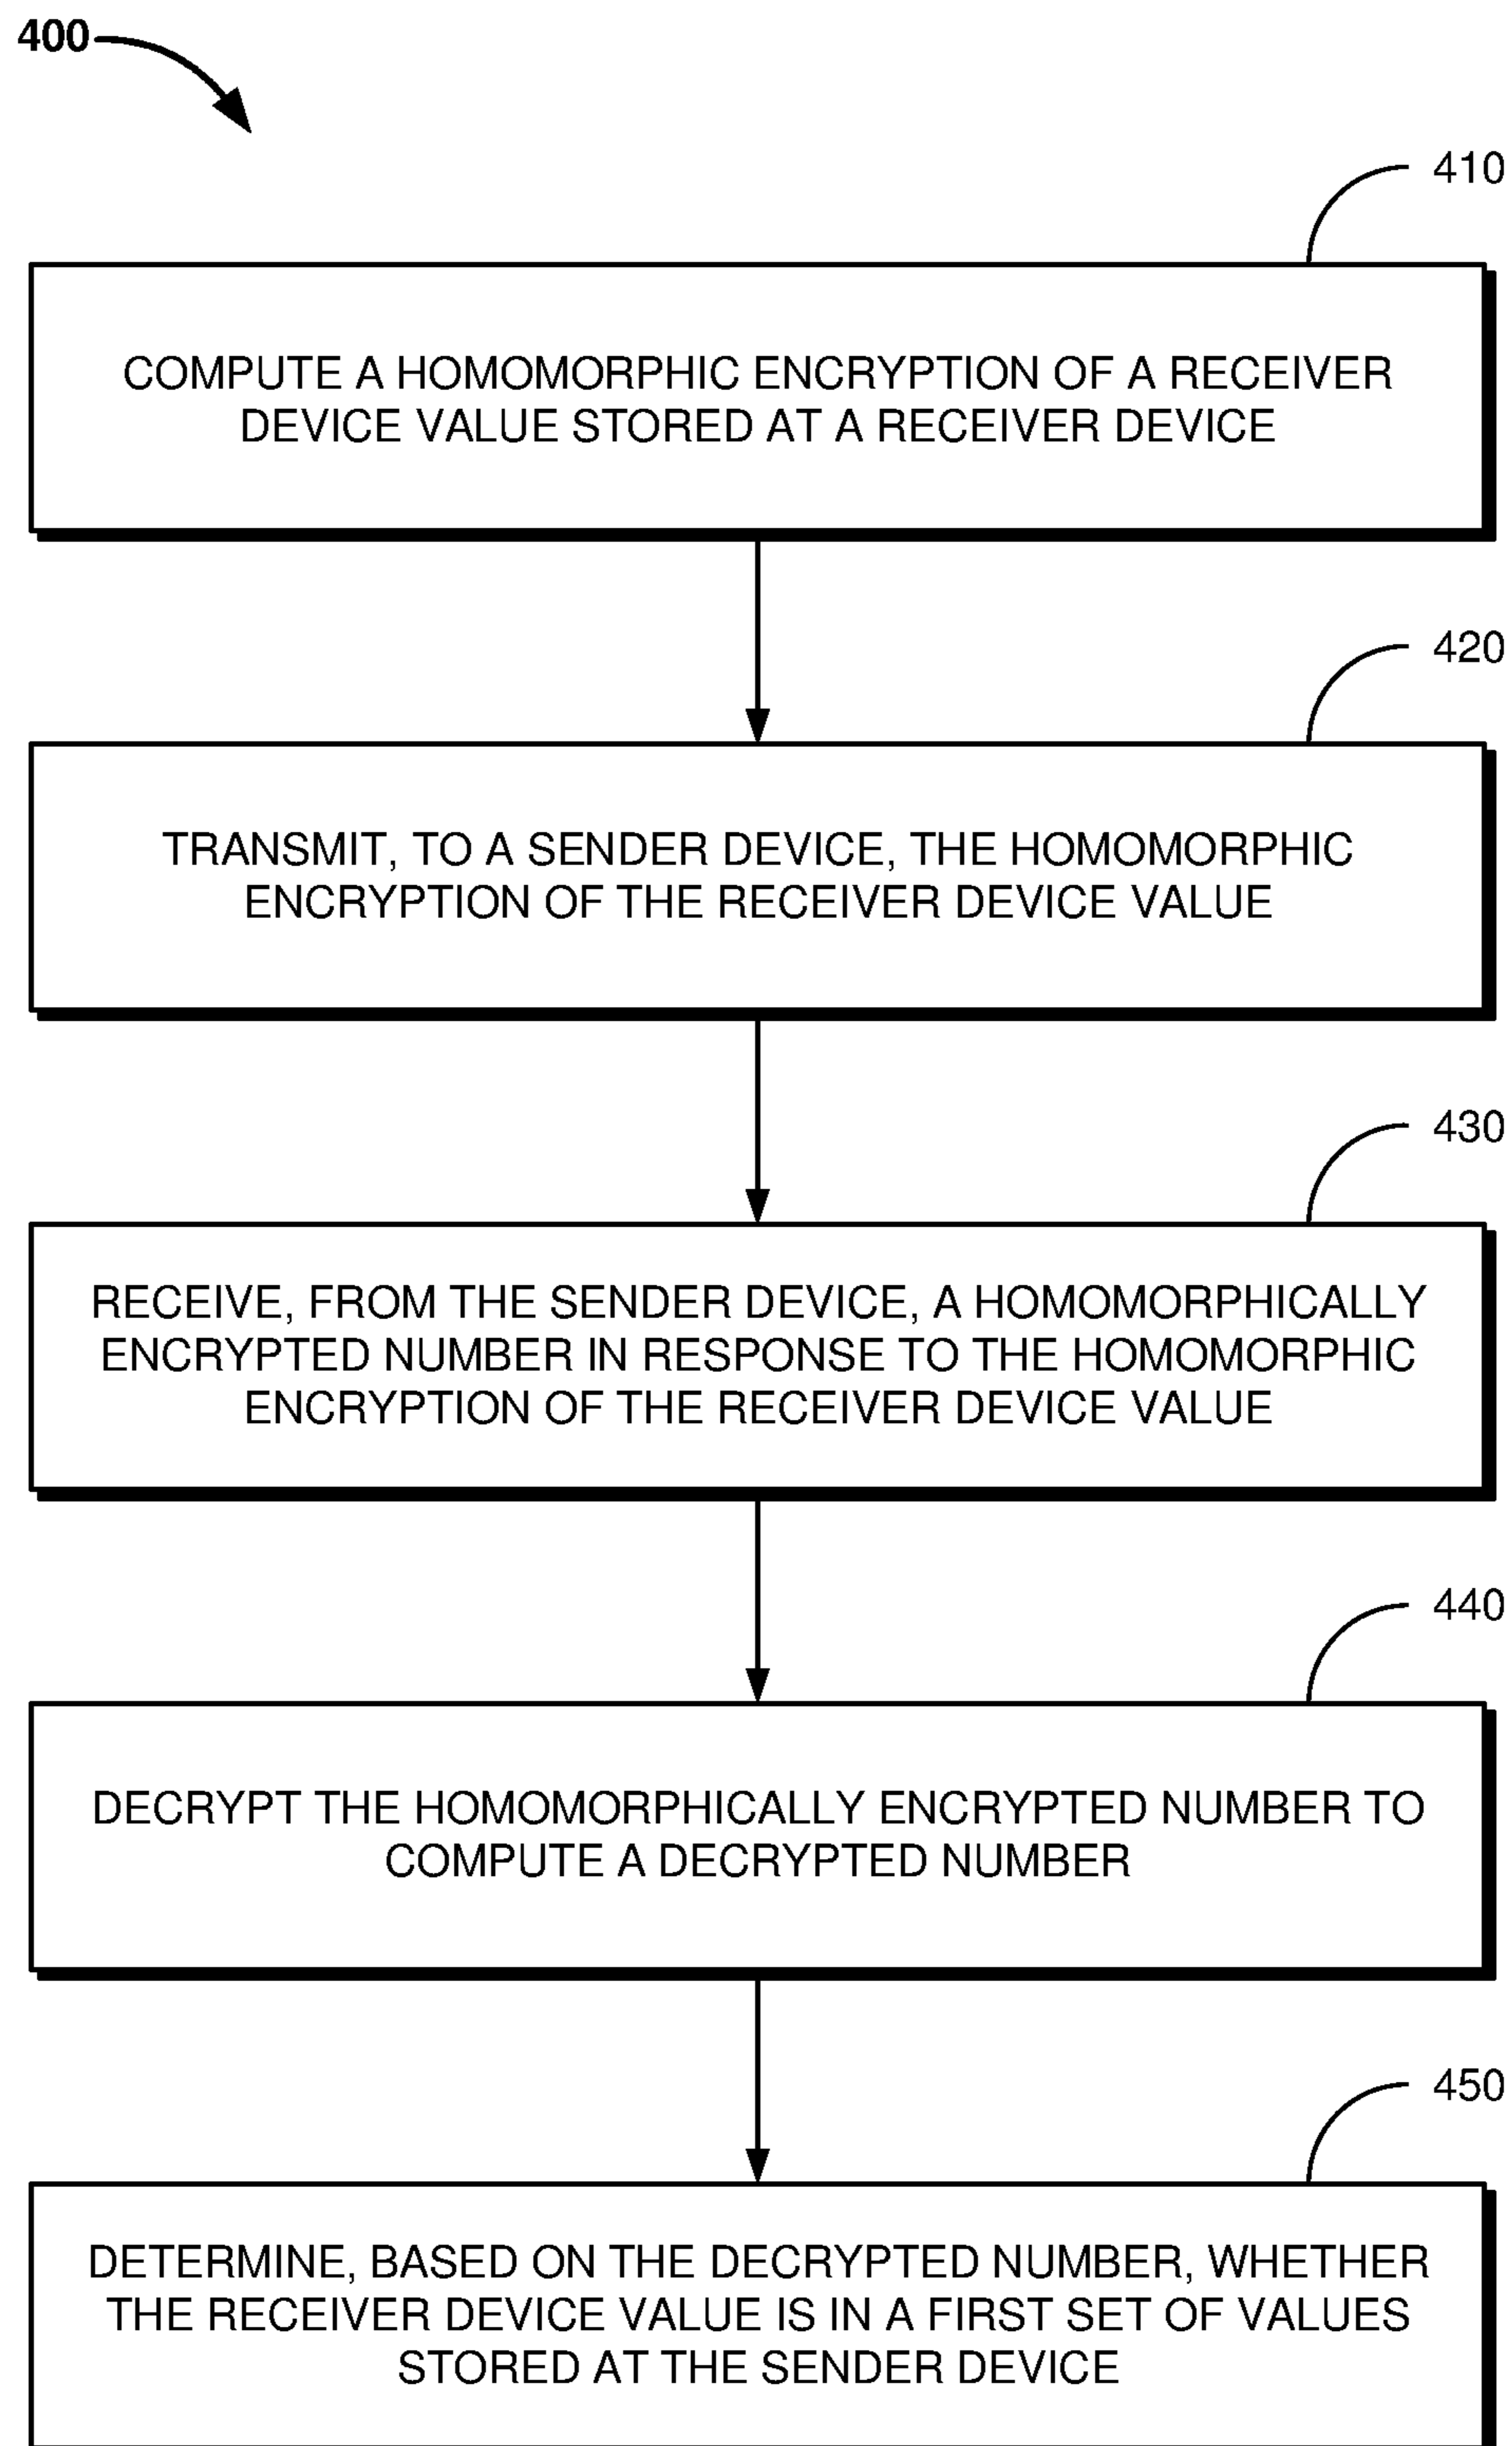 400
410
COMPUTE A HOMOMORPHIC ENCRYPTION OF A RECEIVER
DEVICE VALUE STORED AT A RECEIVER DEVICE
420
TRANSMIT, TO A SENDER DEVICE, THE HOMOMORPHIC
ENCRYPTION OF THE RECEIVER DEVICE VALUE
430
RECEIVE, FROM THE SENDER DEVICE, A HOMOMORPHICALLY
ENCRYPTED NUMBER IN RESPONSE TO THE HOMOMORPHIC
ENCRYPTION OF THE RECEIVER DEVICE VALUE
440
DECRYPT THE HOMOMORPHICALLY ENCRYPTED NUMBER TO
COMPUTE A DECRYPTED NUMBER
450
DETERMINE, BASED ON THE DECRYPTED NUMBER, WHETHER
THE RECEIVER DEVICE VALUE IS IN A FIRST SET OF VALUES
STORED AT THE SENDER DEVICE